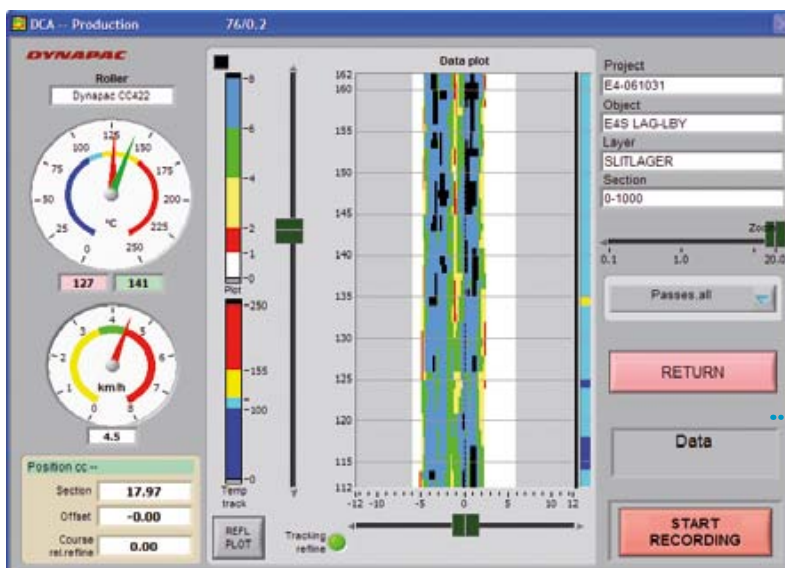 DCA -- Production 76/0.2
DYNAPAC
Roller
Dynapac CC422
0 25 50 75 100 125 150 175 200 225 250
°C
127 141
0 1 2 3 4 5 6 7 8
km/h
4.5
Position cc --
Section 17.97
Offset -0.00
Course rel.refline 0.00
8
6
4
2
1
0
Plot
250
155
100
0
Temp track
REFL PLOT
Data plot
162
160
155
150
145
140
135
130
125
120
115
112
-12 -10 -5 0 5 10 12
Tracking refline
Project
E4-061031
Object
E4S LAG-LBY
Layer
SLITLAGER
Section
0-1000
Zoom
0.1 1.0 20.0
Passes.all
RETURN
Data
START RECORDING